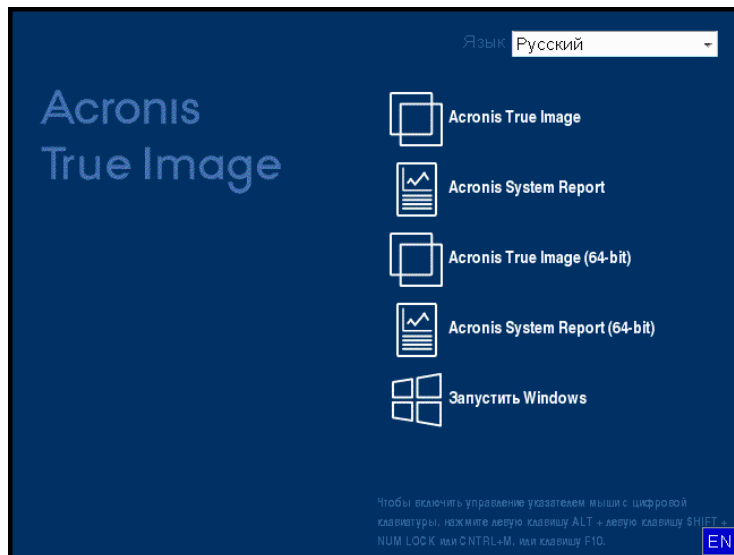 Язык Русский
Acronis
True Image
Acronis True Image
Acronis System Report
Acronis True Image (64-bit)
Acronis System Report (64-bit)
Запустить Windows
Чтобы включить управление указателем мыши с цифровой
клавиатуры, нажмите левую клавишу ALT + левую клавишу SHIFT +
NUM LOCK или CNTRL+M, или клавишу F10.
EN